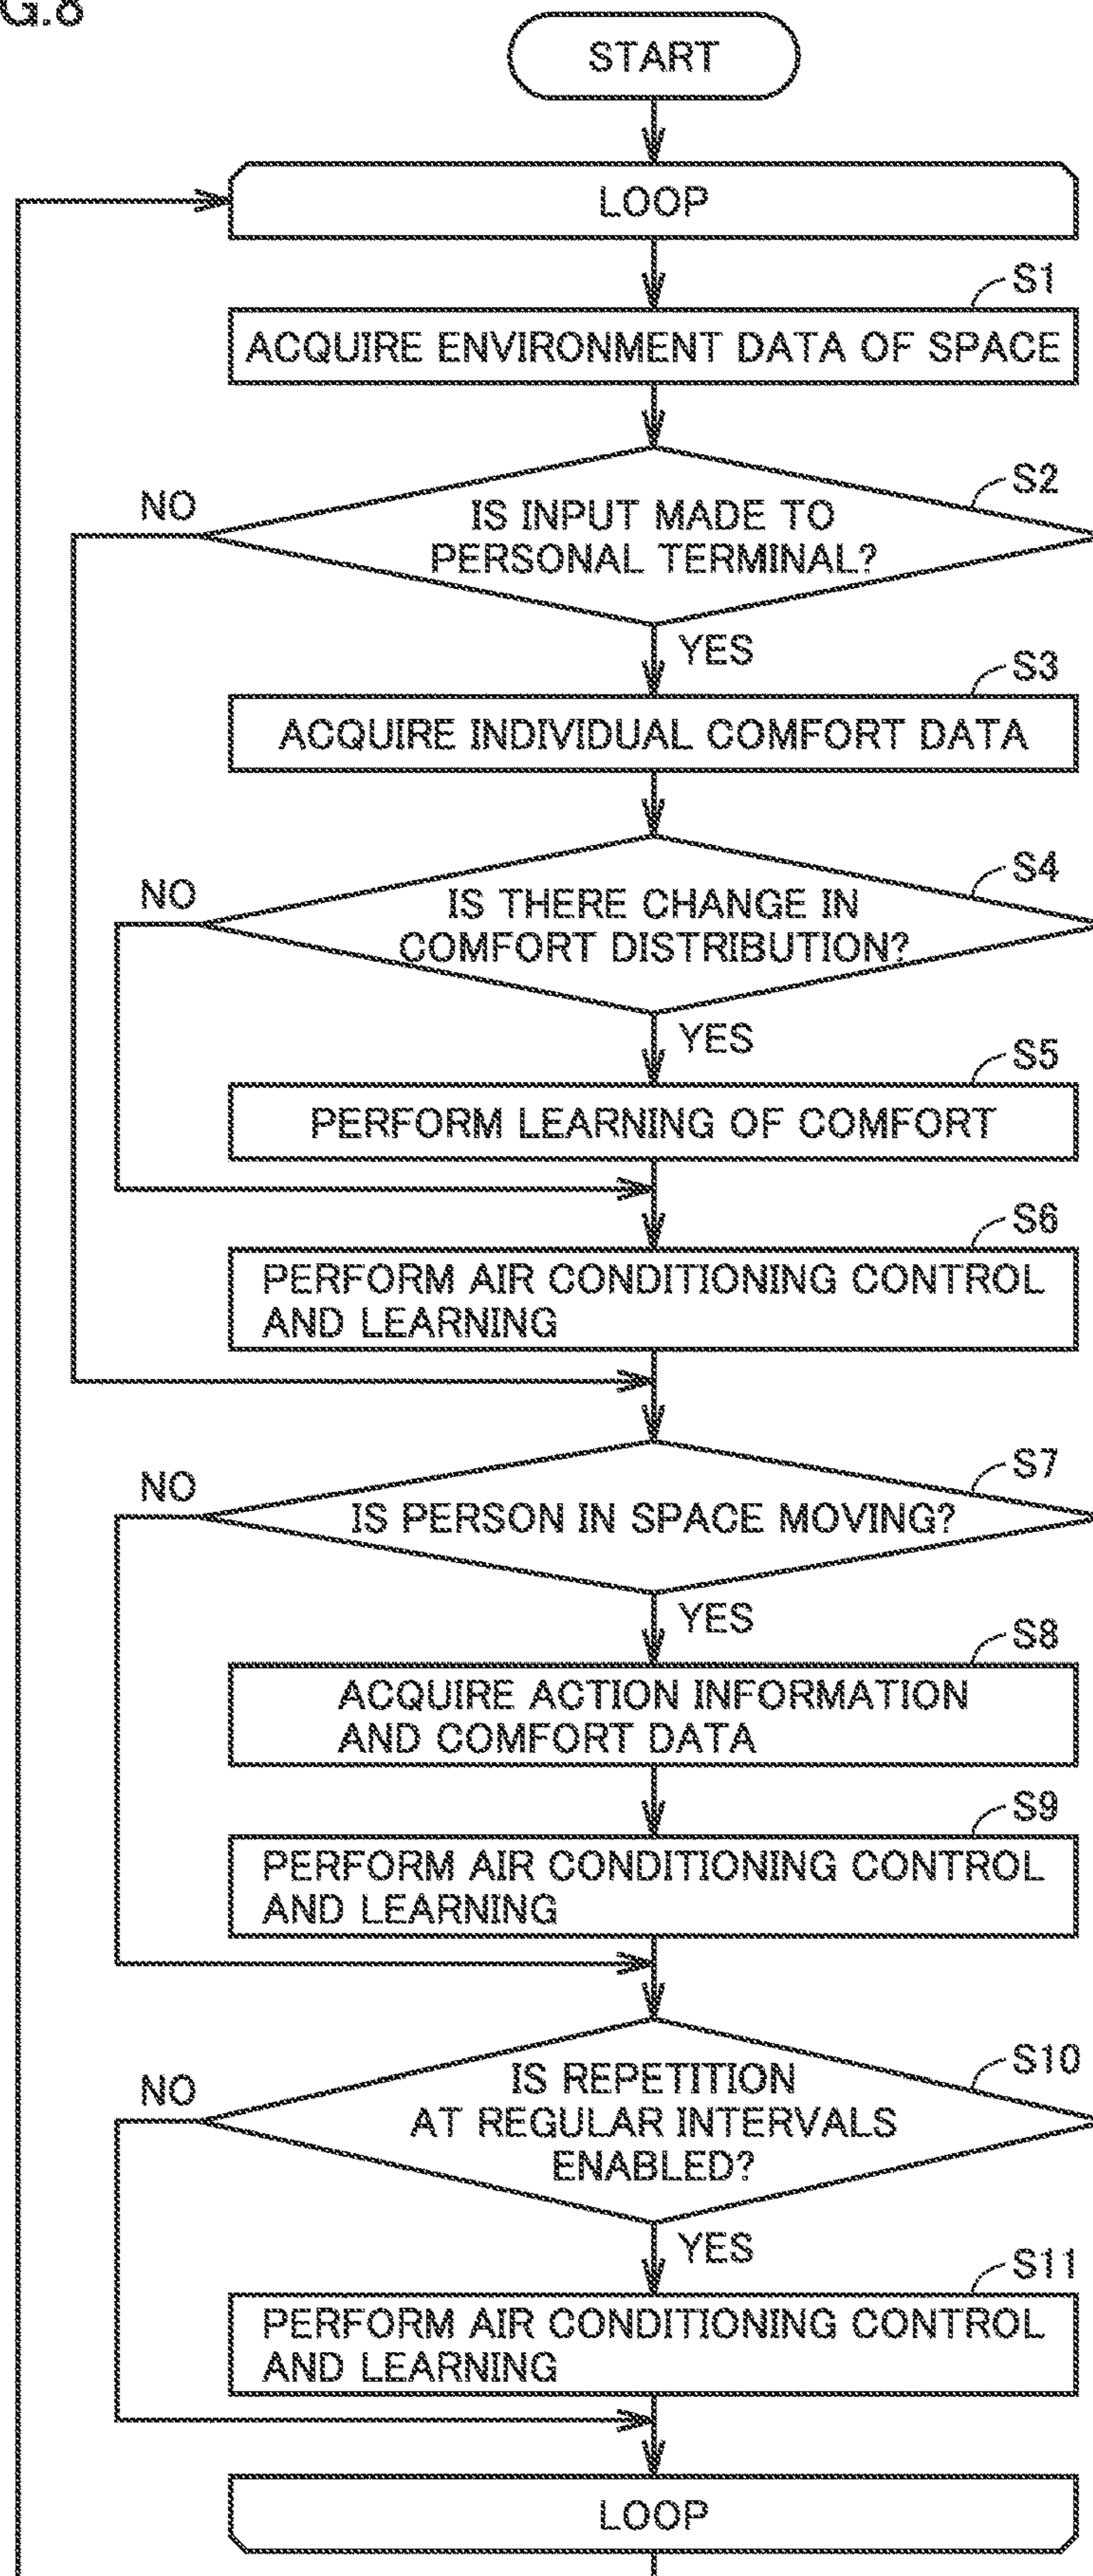 G.8
START
LOOP
S1
ACQUIRE ENVIRONMENT DATA OF SPACE
S2
NO
IS INPUT MADE TO
PERSONAL TERMINAL?
YES
S3
ACQUIRE INDIVIDUAL COMFORT DATA
S4
NO
IS THERE CHANGE IN
COMFORT DISTRIBUTION?
YES
S5
PERFORM LEARNING OF COMFORT
S6
PERFORM AIR CONDITIONING CONTROL
AND LEARNING
S7
NO
IS PERSON IN SPACE MOVING?
YES
S8
ACQUIRE ACTION INFORMATION
AND COMFORT DATA
S9
PERFORM AIR CONDITIONING CONTROL
AND LEARNING
S10
NO
IS REPETITION
AT REGULAR INTERVALS
ENABLED?
YES
S11
PERFORM AIR CONDITIONING CONTROL
AND LEARNING
LOOP